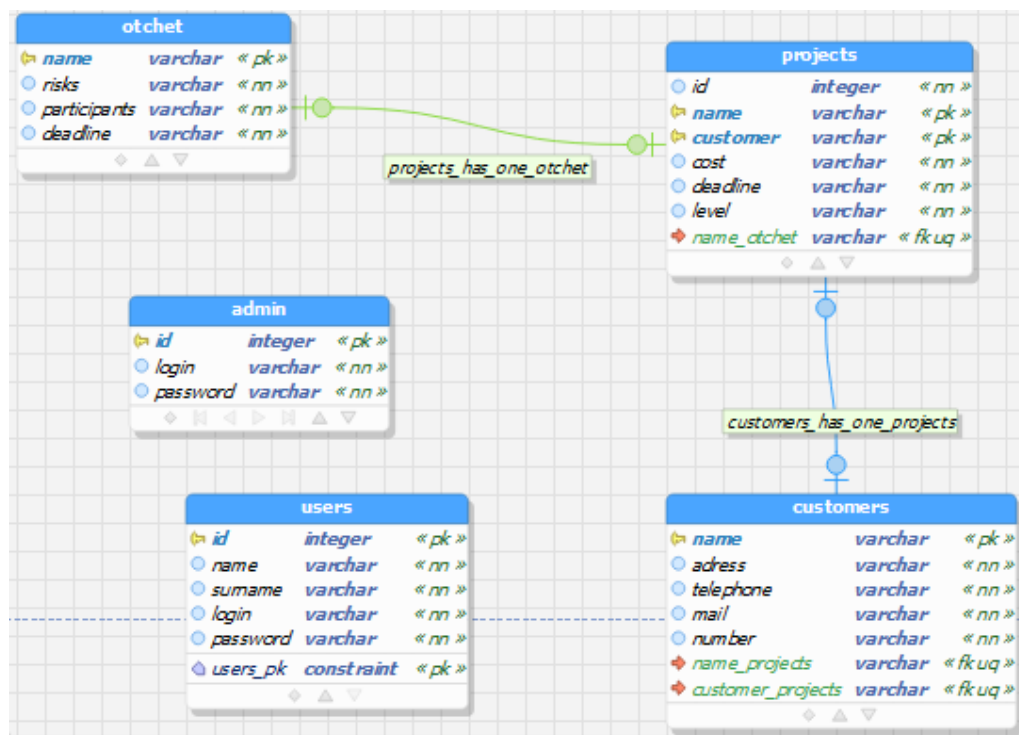 otchet
name varchar « pk »
risks varchar « nn »
participants varchar « nn »
deadline varchar « nn »
projects_has_one_otchet
projects
id integer « nn »
name varchar « pk »
customer varchar « pk »
cost varchar « nn »
deadline varchar « nn »
level varchar « nn »
name_otchet varchar « fk uq »
admin
id integer « pk »
login varchar « nn »
password varchar « nn »
customers_has_one_projects
users
id integer « pk »
name varchar « nn »
surname varchar « nn »
login varchar « nn »
password varchar « nn »
users_pk constraint « pk »
customers
name varchar « pk »
adress varchar « nn »
telephone varchar « nn »
mail varchar « nn »
number varchar « nn »
name_projects varchar « fk uq »
customer_projects varchar « fk uq »